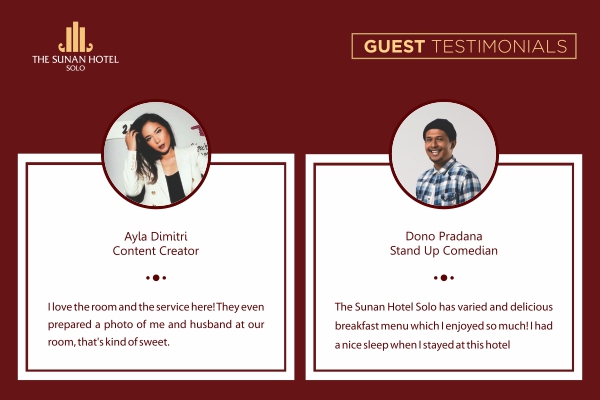 THE SUNAN HOTEL
SOLO
GUEST TESTIMONIALS
Ayla Dimitri
Content Creator
I love the room and the service here! They even
prepared a photo of me and husband at our
room, that's kind of sweet.
Dono Pradana
Stand Up Comedian
The Sunan Hotel Solo has varied and delicious
breakfast menu which I enjoyed so much! I had
a nice sleep when I stayed at this hotel